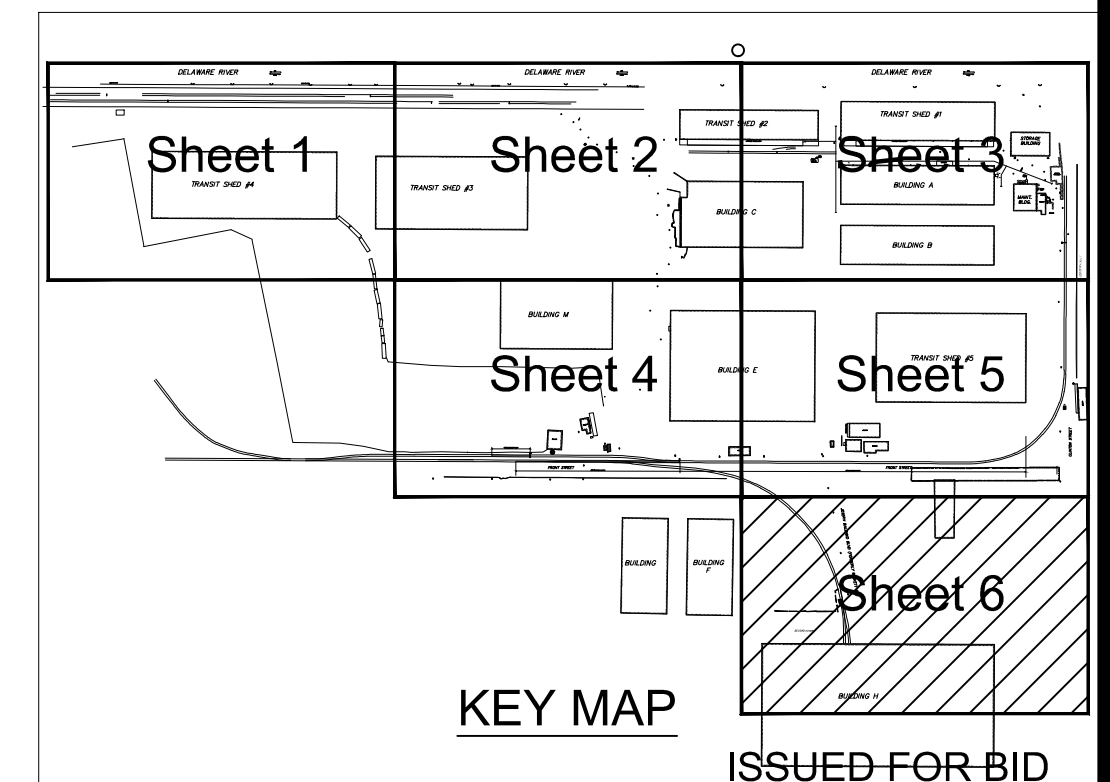 DELAWARE RIVER
DELAWARE RIVER
DELAWARE RIVER
TRANSIT SHED #2
TRANSIT SHED #1
STORAGE
BUILDING
Sheet 1
Sheet 2
Sheet 3
TRANSIT SHED #4
TRANSIT SHED #3
BUILDING A
MAINT.
BLDG.
BUILDING C
BUILDING B
BUILDING M
Sheet 4
BUILDING E
Sheet 5
TRANSIT SHED #5
CLINTON STREET
FRONT STREET
FRONT STREET
BUILDING
BUILDING
F
Sheet 6
BUILDING H
KEY MAP
ISSUED FOR BID